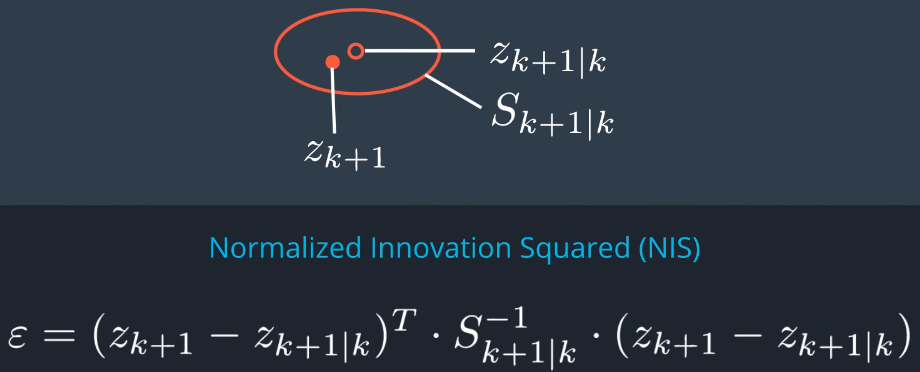 z_{k+1|k}
S_{k+1|k}
z_{k+1}
Normalized Innovation Squared (NIS)
ε = (z_{k+1} − z_{k+1|k})^T · S_{k+1|k}^{−1} · (z_{k+1} − z_{k+1|k})